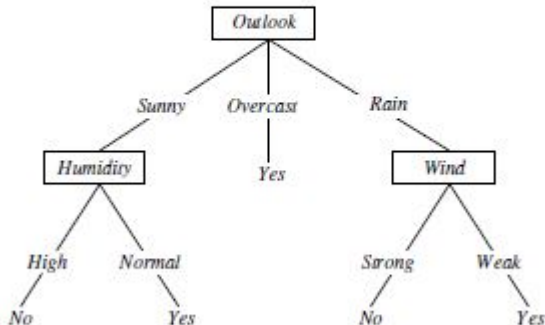 Outlook
Sunny Overcast Rain
Humidity Yes Wind
High Normal Strong Weak
No Yes No Yes